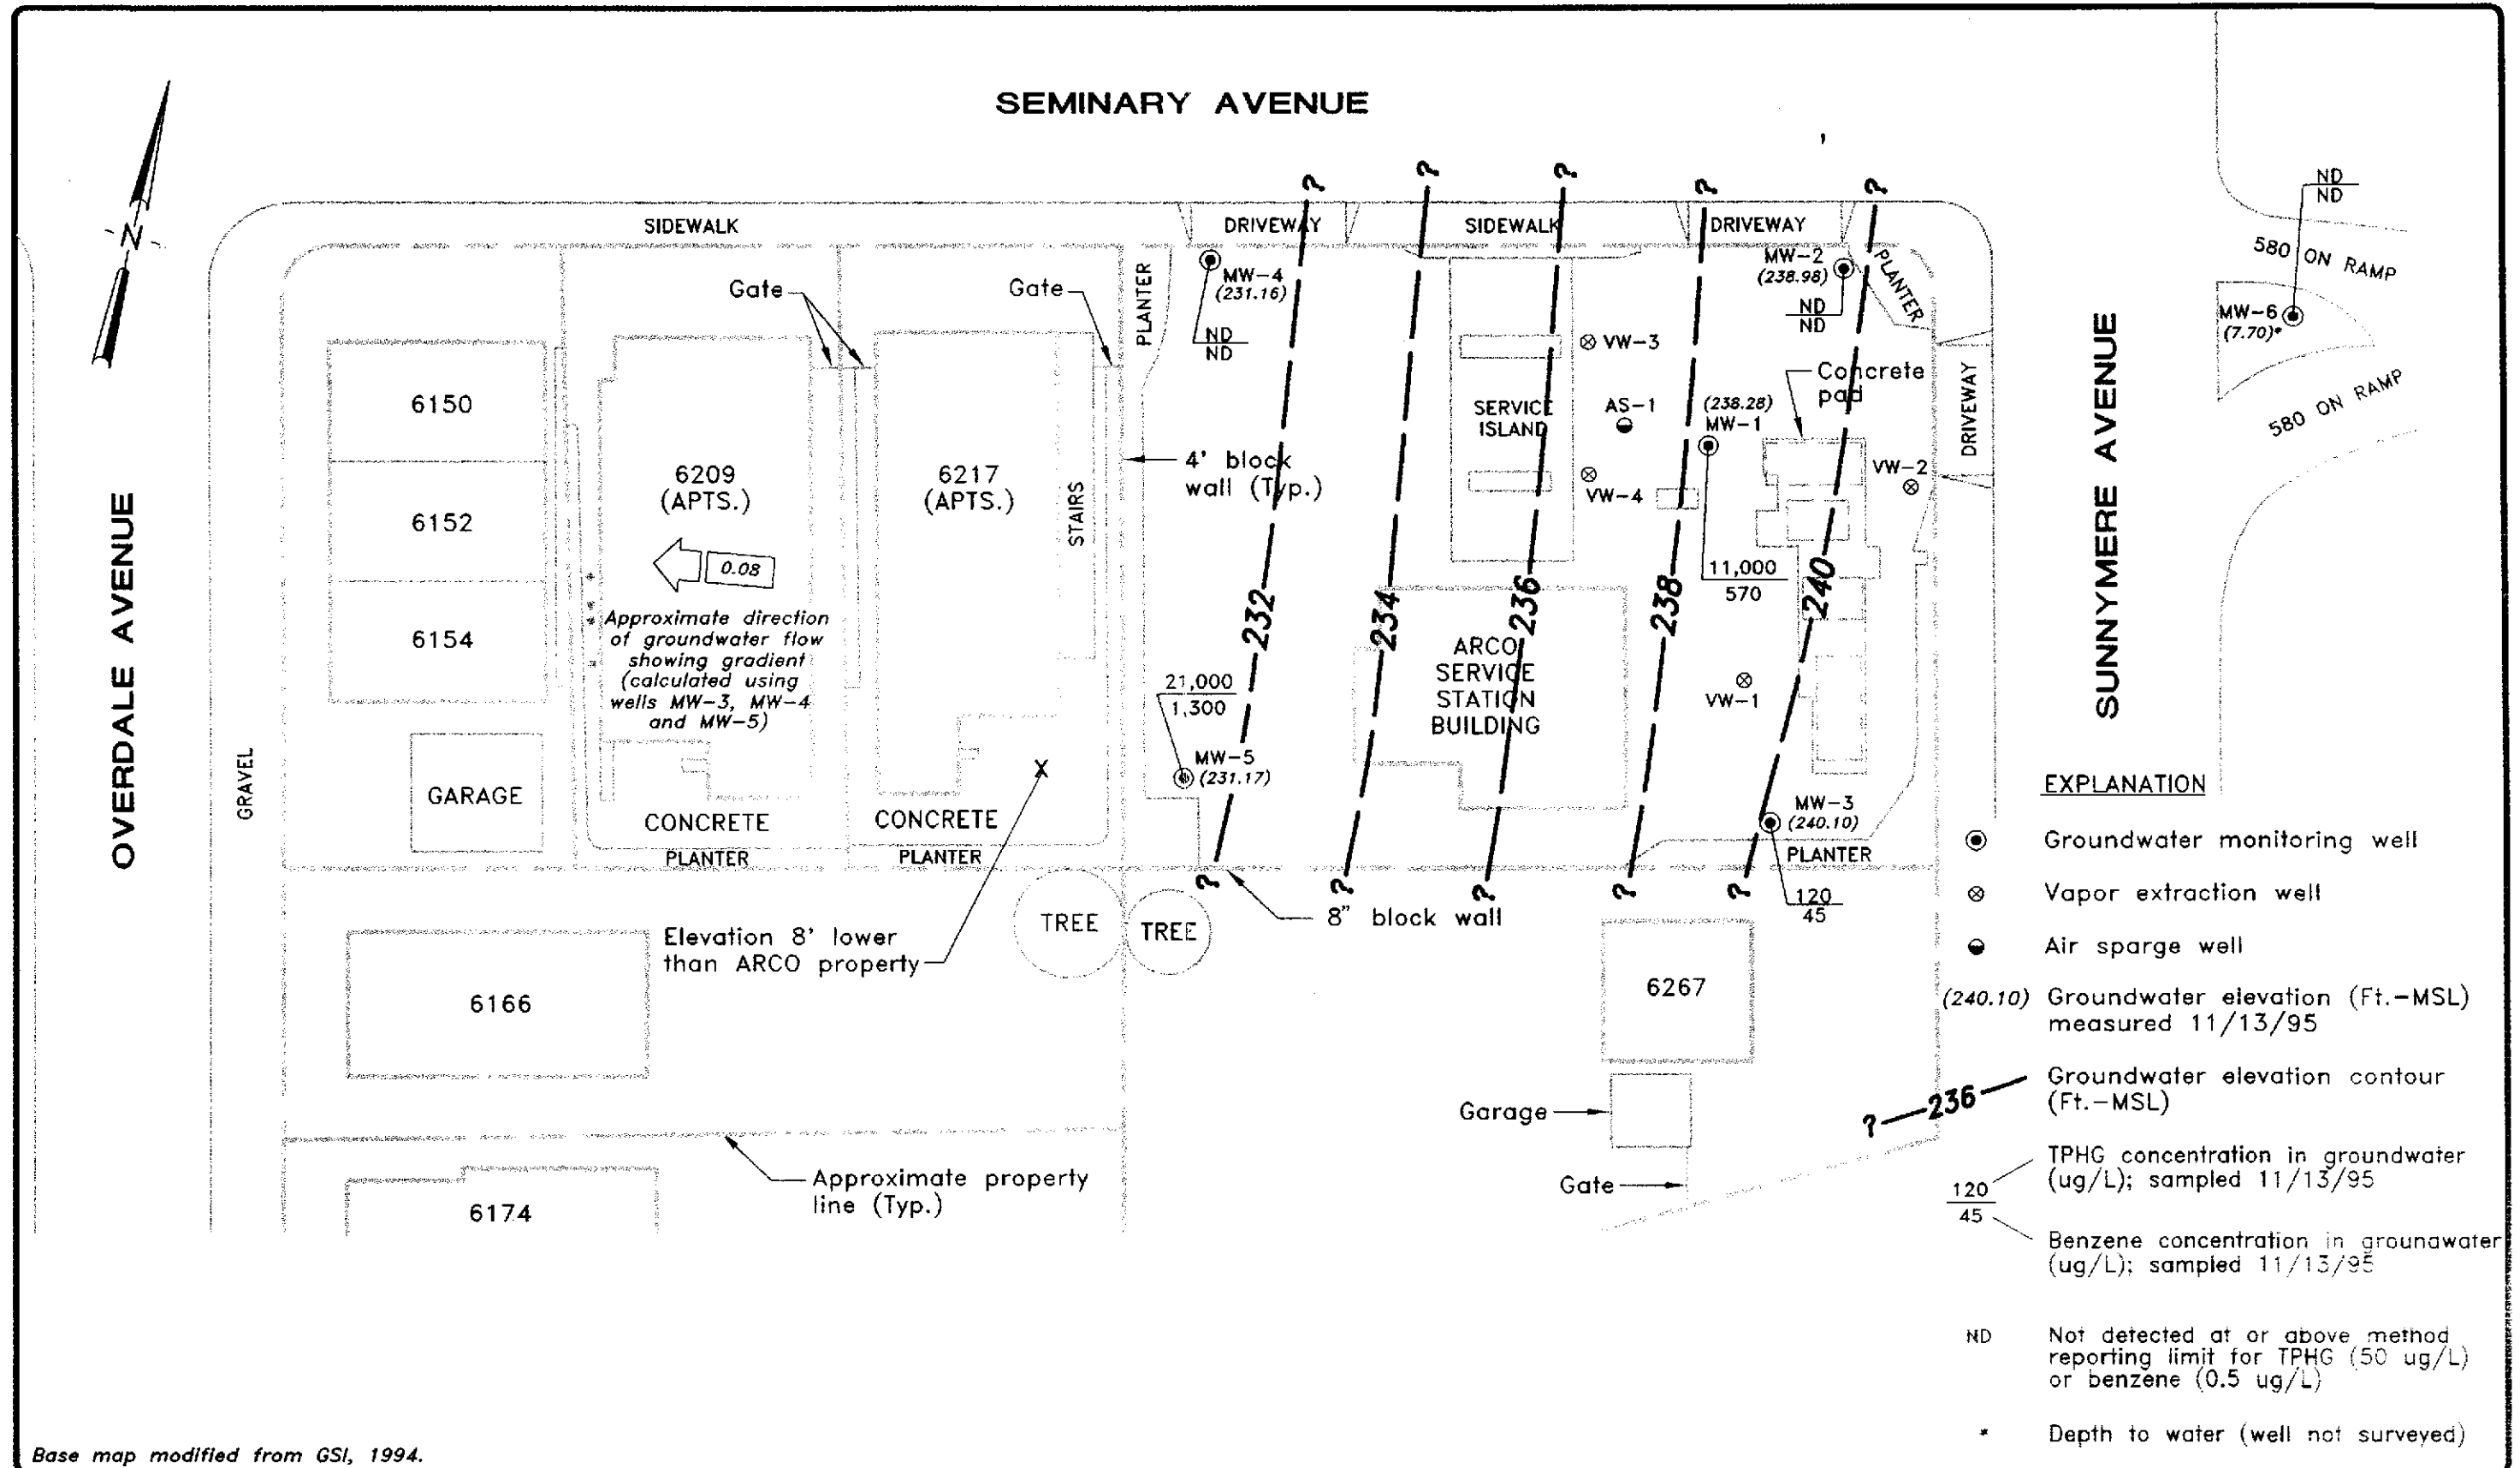 SEMINARY AVENUE
N
SIDEWALK
DRIVEWAY
SIDEWALK
DRIVEWAY
?
?
?
?
?
ND
ND
580 ON RAMP
MW-6
(7.70)*
580 ON RAMP
Gate
Gate
PLANTER
MW-4
(231.16)
ND
ND
MW-2
(238.98)
ND
ND
PLANTER
VW-3
Concrete
pad
DRIVEWAY
SERVICE
ISLAND
AS-1
(238.28)
MW-1
VW-2
VW-4
11,000
570
6150
6152
6154
6209
(APTS.)
6217
(APTS.)
STAIRS
4' block
wall (Typ.)
0.08
Approximate direction
of groundwater flow
showing gradient
(calculated using
wells MW-3, MW-4
and MW-5)
232
234
236
238
240
OVERDALE AVENUE
SUNNYMERE AVENUE
GRAVEL
GARAGE
CONCRETE
CONCRETE
PLANTER
PLANTER
X
21,000
1,300
MW-5
(231.17)
ARCO
SERVICE
STATION
BUILDING
VW-1
MW-3
(240.10)
PLANTER
120
45
?
?
?
?
?
8" block wall
TREE
TREE
Elevation 8' lower
than ARCO property
6166
6267
Garage
Gate
Approximate property
line (Typ.)
6174
EXPLANATION
Groundwater monitoring well
Vapor extraction well
Air sparge well
(240.10) Groundwater elevation (Ft.-MSL)
measured 11/13/95
? 236 Groundwater elevation contour
(Ft.-MSL)
120
45
TPHG concentration in groundwater
(ug/L); sampled 11/13/95
Benzene concentration in groundwater
(ug/L); sampled 11/13/95
ND Not detected at or above method
reporting limit for TPHG (50 ug/L)
or benzene (0.5 ug/L)
* Depth to water (well not surveyed)
Base map modified from GSI, 1994.